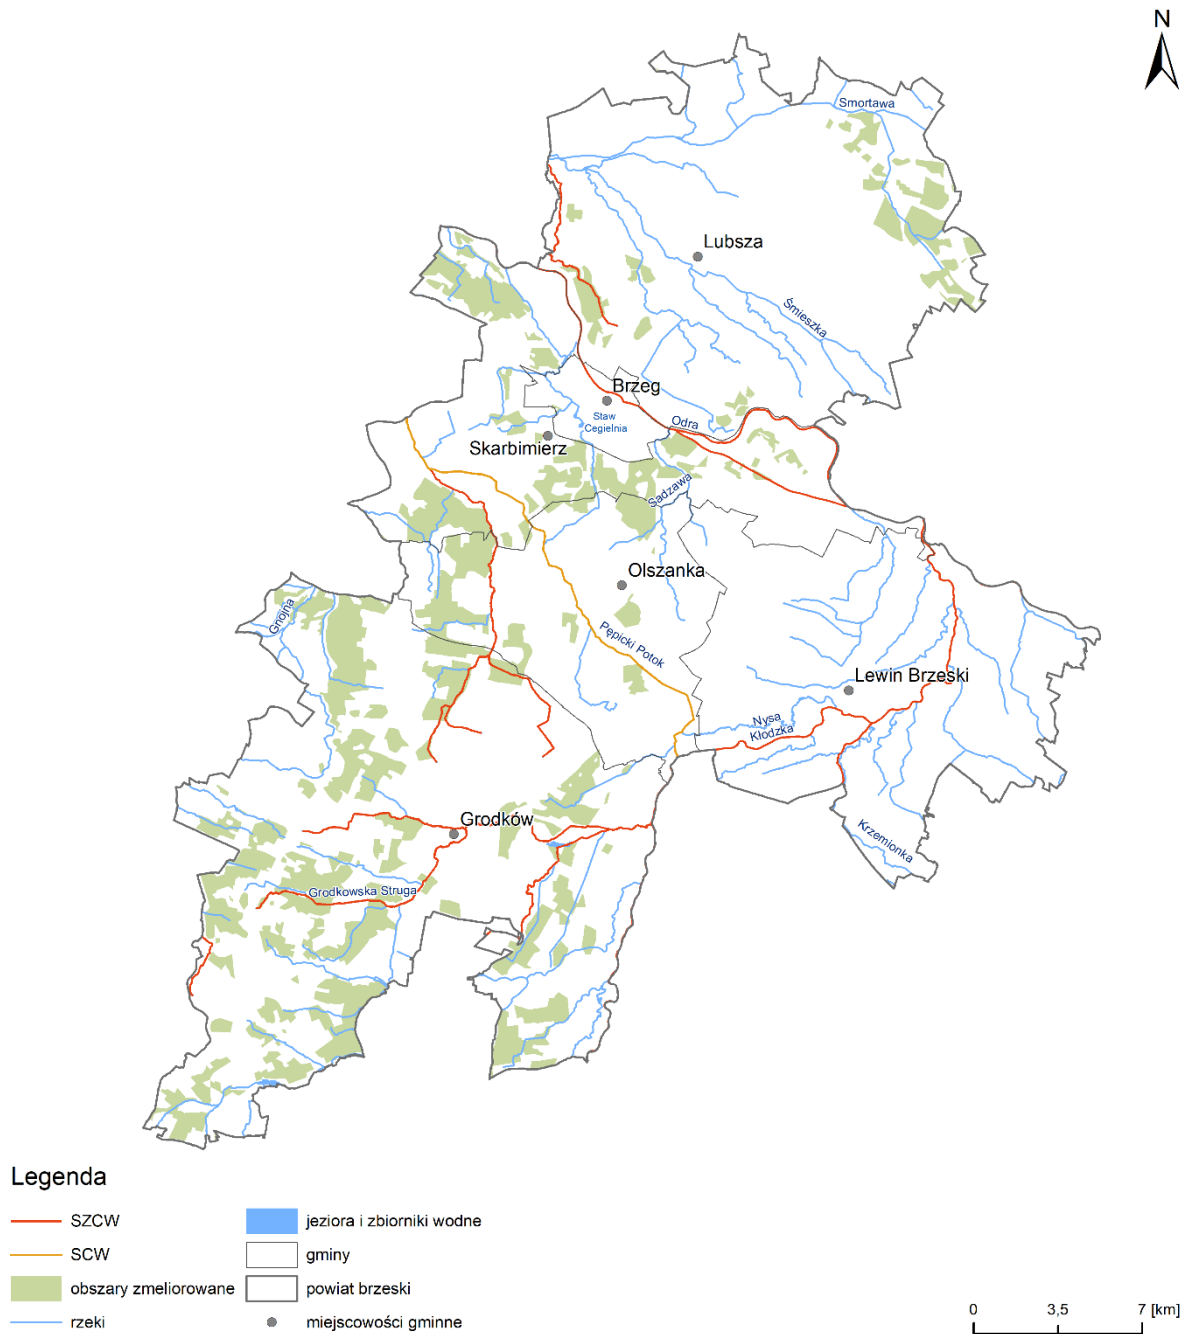 N
Smortawa
Lubsza
Śmieszka
Brzeg
Staw
Cegielnia
Odra
Skarbimierz
Sadzawa
Olszanka
Gnojna
Pępicki Potok
Lewin Brzeski
Nysa
Kłodzka
Grodków
Krzemionka
Grodkowska Struga
Legenda
SZCW
jeziora i zbiorniki wodne
SCW
gminy
obszary zmeliorowane
powiat brzeski
rzeki
miejscowości gminne
0 3,5 7 [km]